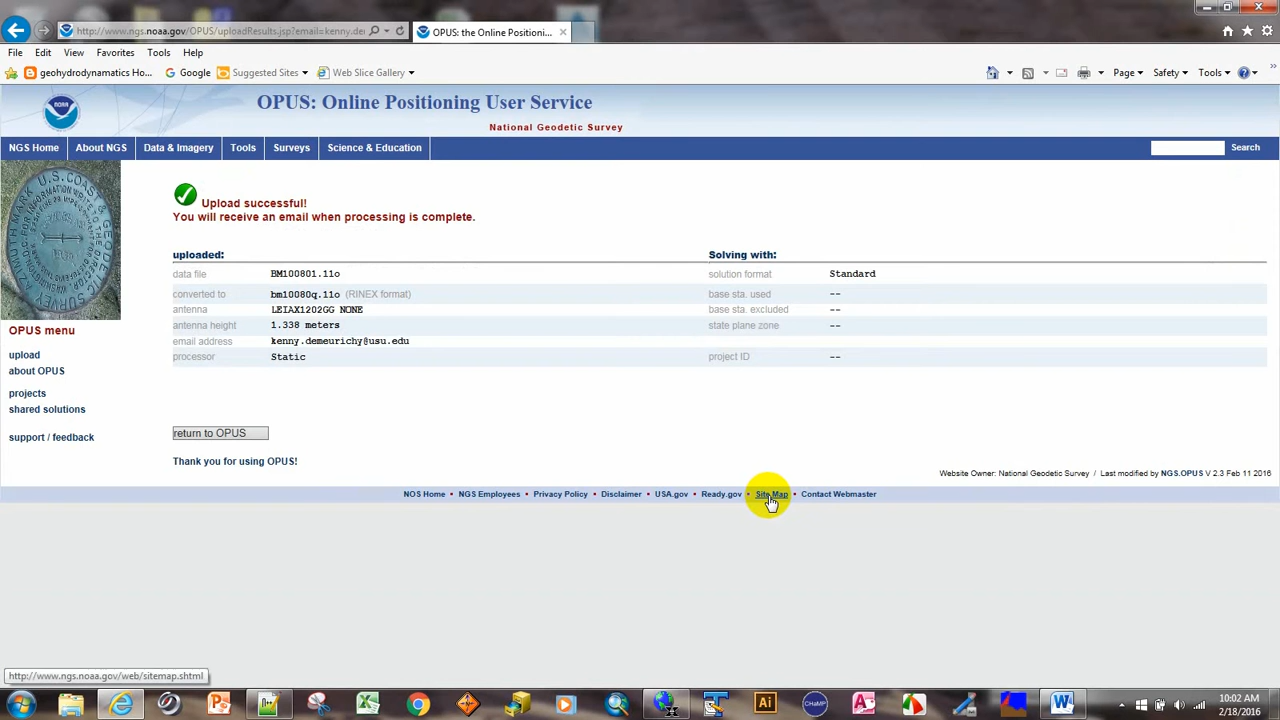 http://www.ngs.noaa.gov/OPUS/uploadResults.jsp?email=kenny.de
OPUS: the Online Positioni...
File Edit View Favorites Tools Help
geohydrodynamatics Ho... Google Suggested Sites Web Slice Gallery
Page Safety Tools
NOAA
OPUS: Online Positioning User Service
National Geodetic Survey
NGS Home About NGS Data & Imagery Tools Surveys Science & Education Search
Upload successful!
You will receive an email when processing is complete.
uploaded: Solving with:
data file BM100801.11o solution format Standard
converted to bm10080q.11o (RINEX format) base sta. used --
antenna LEIAX1202GG NONE base sta. excluded --
antenna height 1.338 meters state plane zone --
email address kenny.demeurichy@usu.edu
processor Static project ID --
OPUS menu
upload
about OPUS
projects
shared solutions
support / feedback
return to OPUS
Thank you for using OPUS!
Website Owner: National Geodetic Survey / Last modified by NGS.OPUS V 2.3 Feb 11 2016
NOS Home • NGS Employees • Privacy Policy • Disclaimer • USA.gov • Ready.gov • Site Map • Contact Webmaster
http://www.ngs.noaa.gov/web/sitemap.shtml
Ai
CHaMP
10:02 AM
2/18/2016